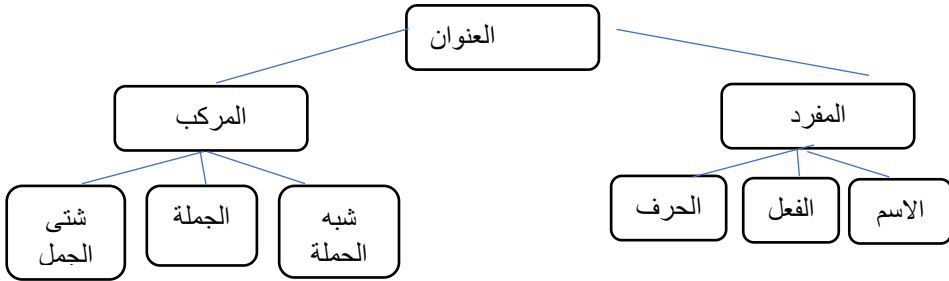 العنوان
المفرد
المركب
الاسم
الفعل
الحرف
شبه
الحملة
الجملة
شتى
الجمل